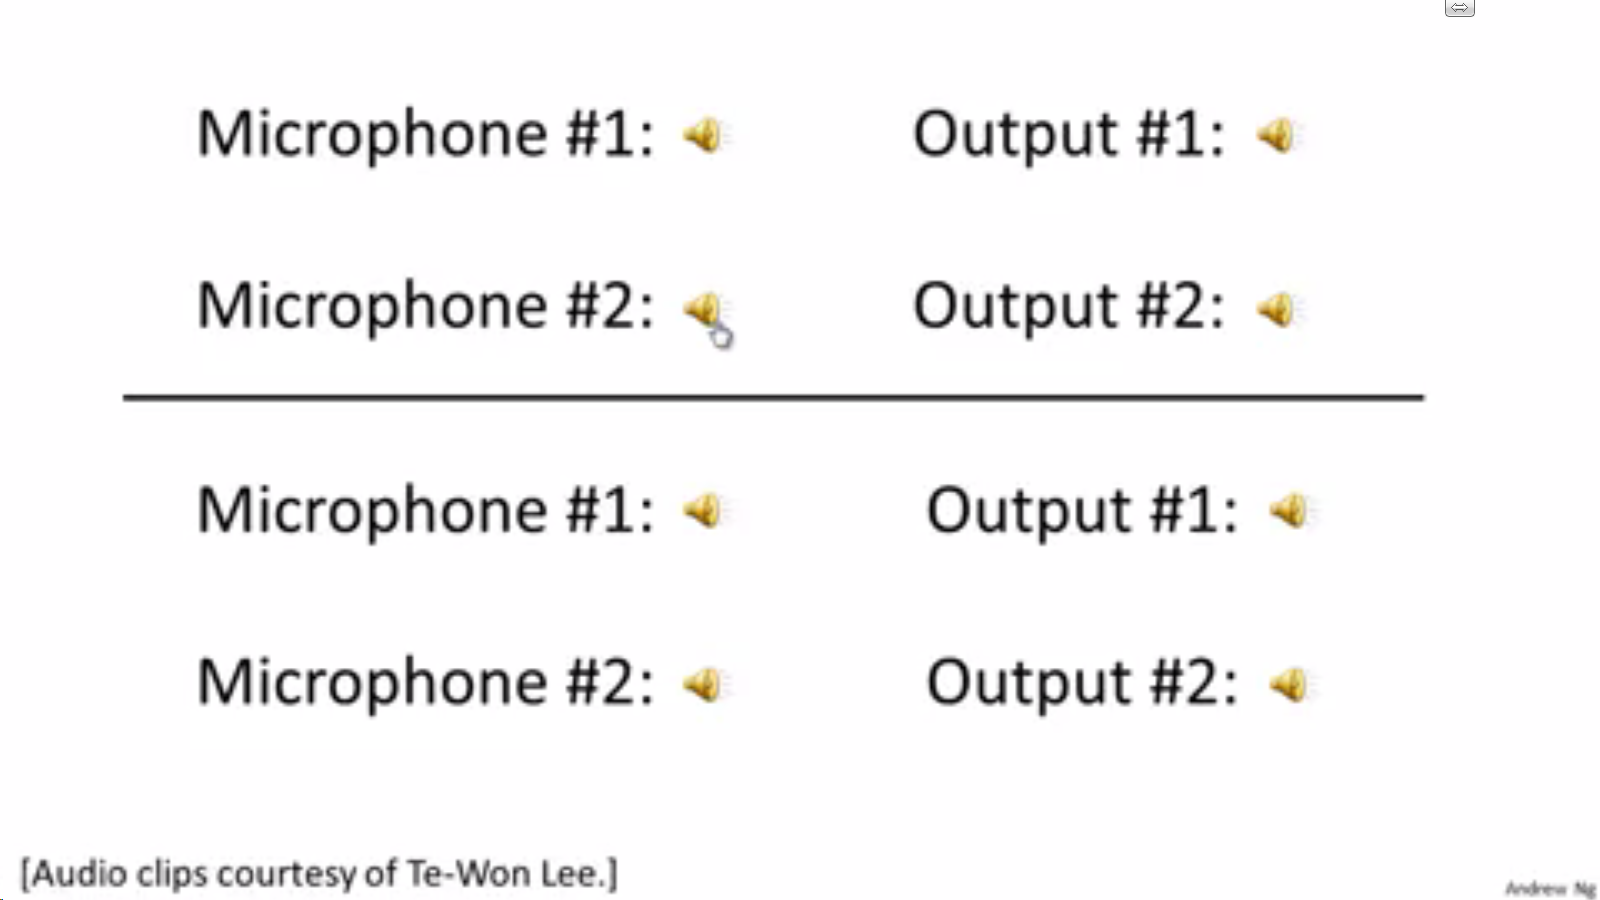 Microphone #1:
Output #1:
Microphone #2:
Output #2:
Microphone #1:
Output #1:
Microphone #2:
Output #2:
[Audio clips courtesy of Te-Won Lee.]
Andrew Ng